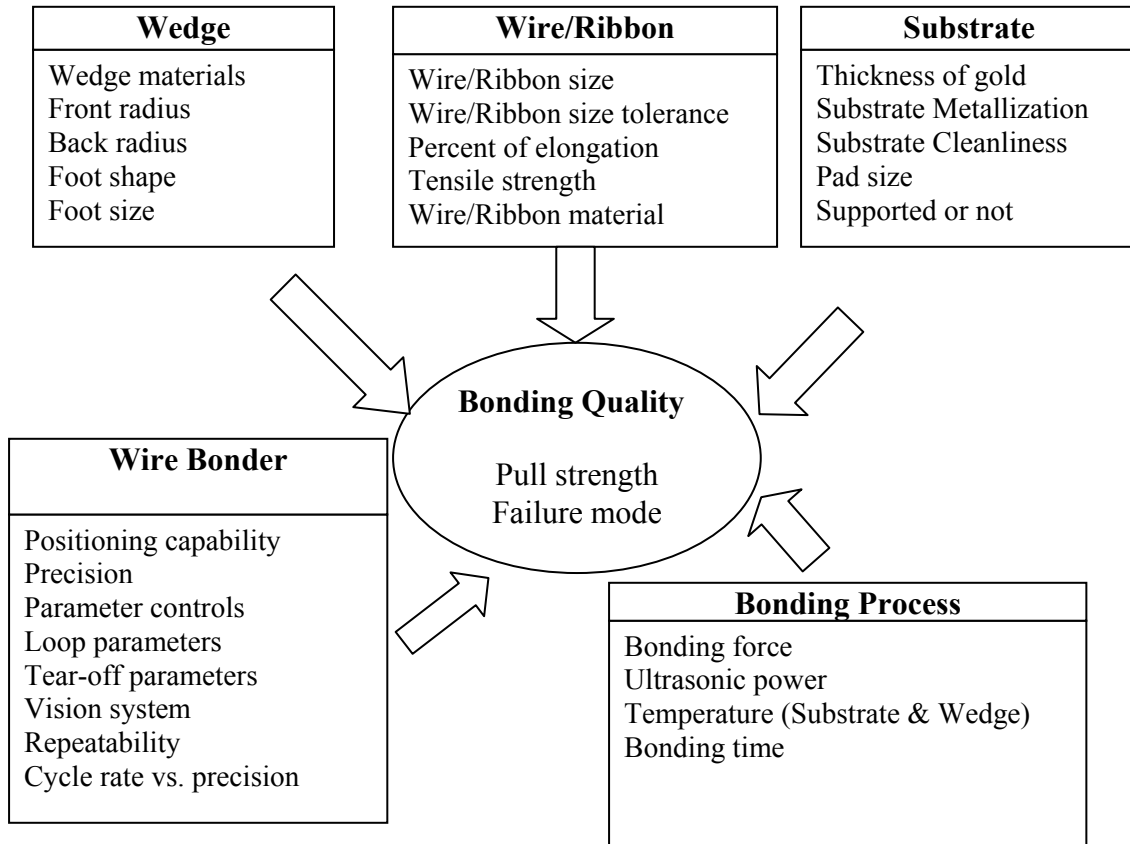 Wedge
Wedge materials
Front radius
Back radius
Foot shape
Foot size
Wire/Ribbon
Wire/Ribbon size
Wire/Ribbon size tolerance
Percent of elongation
Tensile strength
Wire/Ribbon material
Substrate
Thickness of gold
Substrate Metallization
Substrate Cleanliness
Pad size
Supported or not
Bonding Quality
Pull strength
Failure mode
Wire Bonder
Positioning capability
Precision
Parameter controls
Loop parameters
Tear-off parameters
Vision system
Repeatability
Cycle rate vs. precision
Bonding Process
Bonding force
Ultrasonic power
Temperature (Substrate & Wedge)
Bonding time